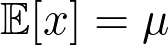 𝔼[x] = μ